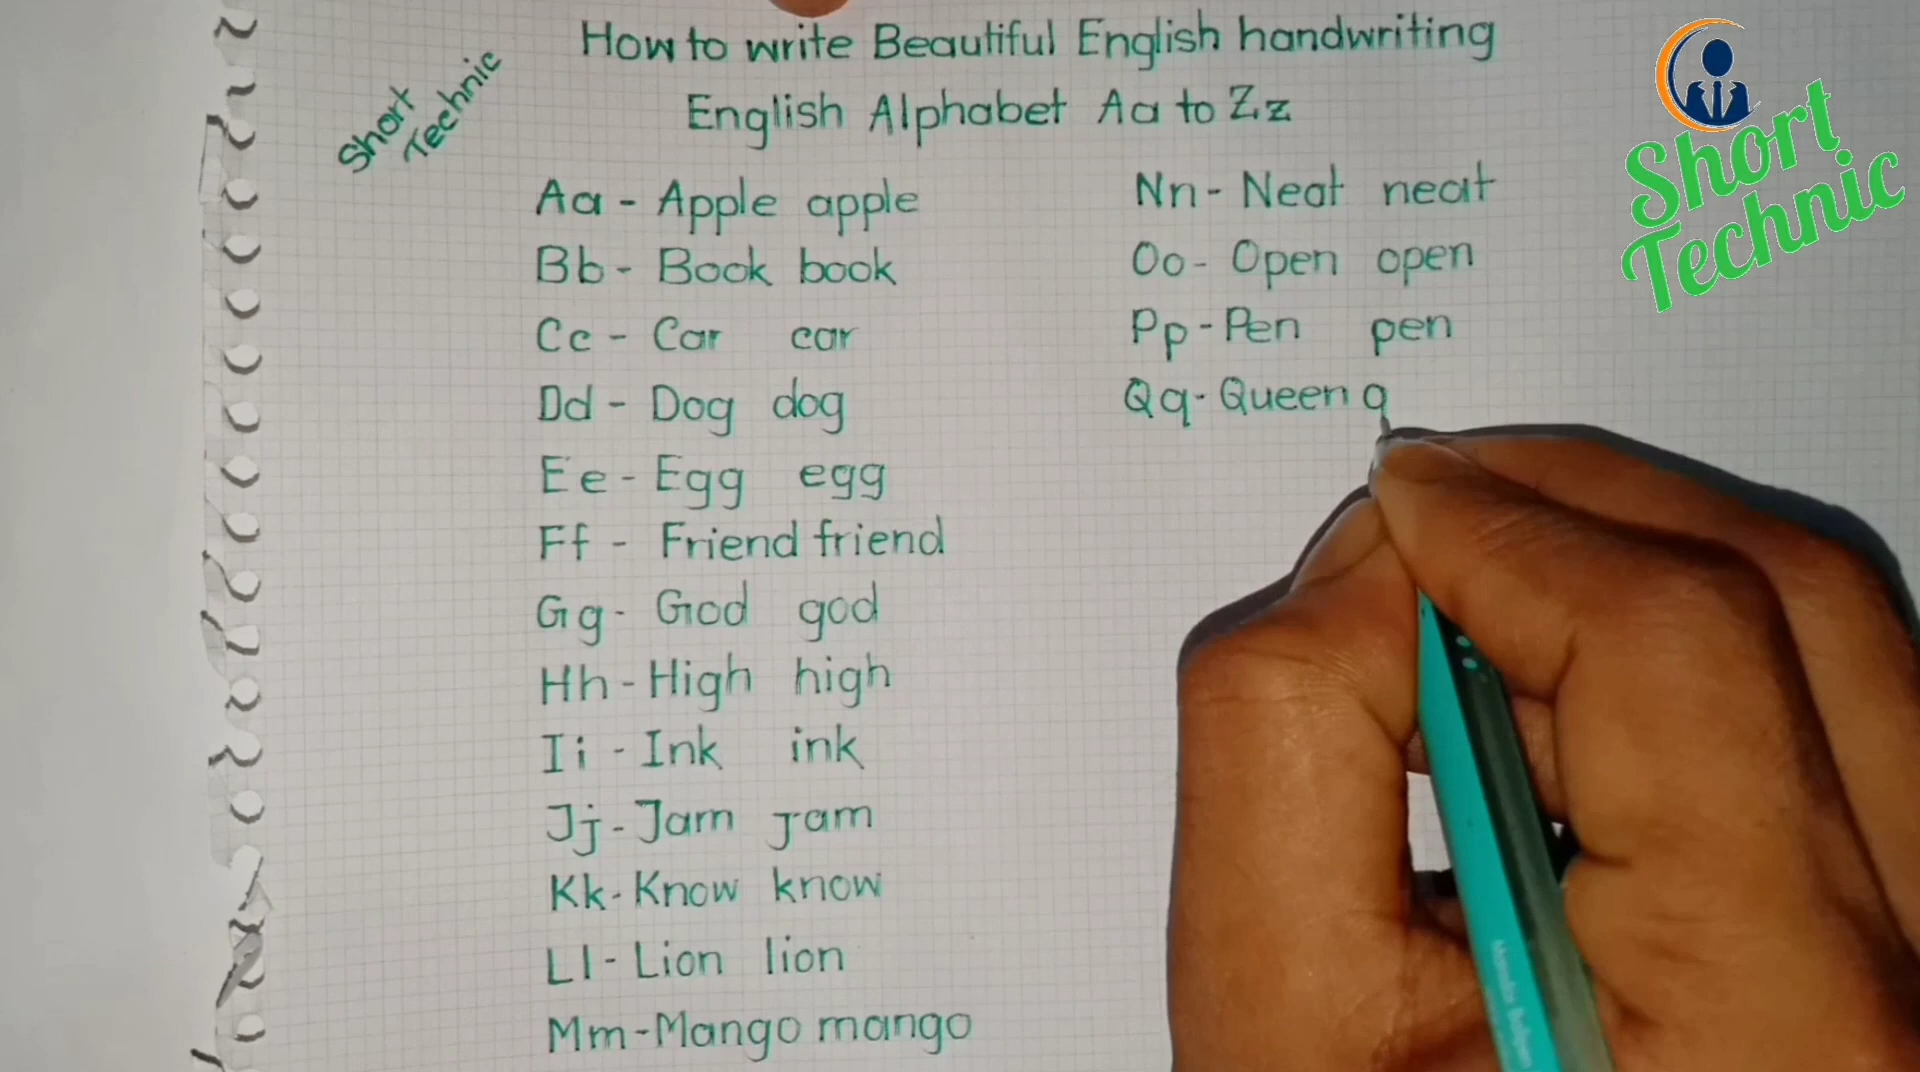 How to write Beautiful English handwriting
English Alphabet Aa to Zz
Short
Technic
Aa - Apple apple
Bb - Book book
Cc - Car car
Dd - Dog dog
Ee - Egg egg
Ff - Friend friend
Gg - God god
Hh - High high
Ii - Ink ink
Jj - Jam jam
Kk - Know know
Ll - Lion lion
Mm - Mango mango
Nn - Neat neat
Oo - Open open
Pp - Pen pen
Qq - Queen q
Short
Technic